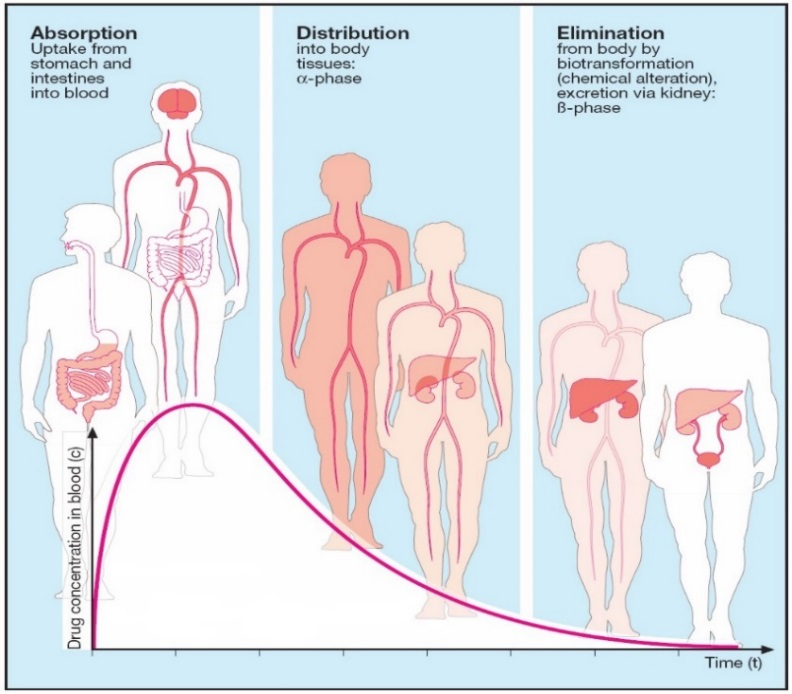 Absorption
Uptake from
stomach and
intestines
into blood
Distribution
into body
tissues:
α-phase
Elimination
from body by
biotransformation
(chemical alteration),
excretion via kidney:
ß-phase
Drug concentration in blood (c)
Time (t)